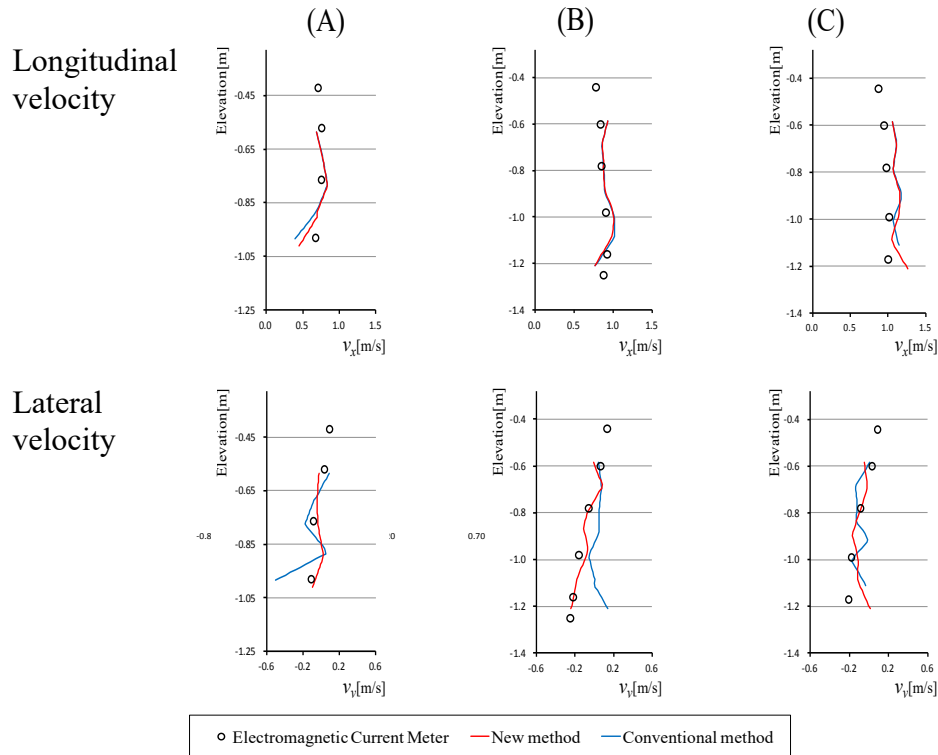 (A)
(B)
(C)
Longitudinal
velocity
Elevation[m]
-0.45
-0.65
-0.85
-1.05
-1.25
0.0 0.5 1.0 1.5
vx[m/s]
Elevation[m]
-0.4
-0.6
-0.8
-1.0
-1.2
-1.4
0.0 0.5 1.0 1.5
vx[m/s]
Elevation[m]
-0.4
-0.6
-0.8
-1.0
-1.2
-1.4
0.0 0.5 1.0 1.5
vx[m/s]
Lateral
velocity
Elevation[m]
-0.45
-0.65
-0.85
-1.05
-1.25
-0.6 -0.2 0.2 0.6
vy[m/s]
-0.8
:0
0.70
Elevation[m]
-0.4
-0.6
-0.8
-1.0
-1.2
-1.4
-0.6 -0.2 0.2 0.6
vy[m/s]
Elevation[m]
-0.4
-0.6
-0.8
-1.0
-1.2
-1.4
-0.6 -0.2 0.2 0.6
vy[m/s]
Electromagnetic Current Meter New method Conventional method